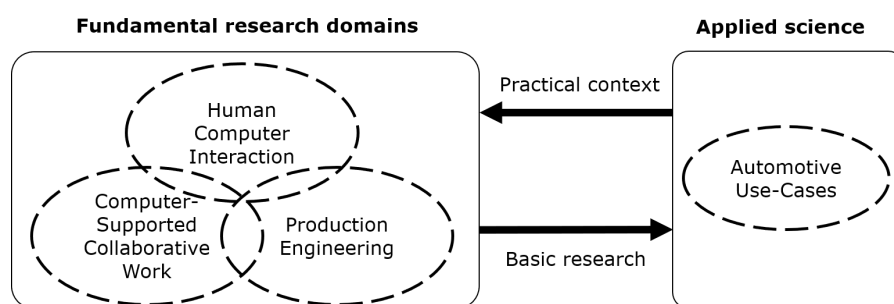 Fundamental research domains
Applied science
Human
Computer
Interaction
Computer-
Supported
Collaborative
Work
Production
Engineering
Practical context
Basic research
Automotive
Use-Cases